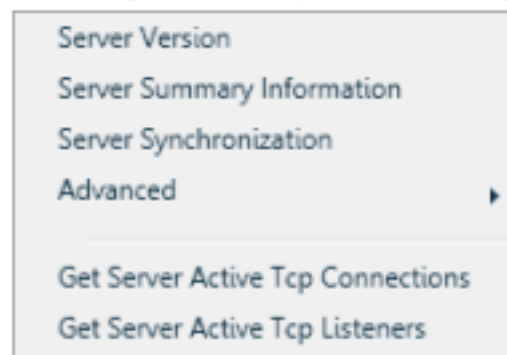 Server Version
Server Summary Information
Server Synchronization
Advanced
Get Server Active Tcp Connections
Get Server Active Tcp Listeners